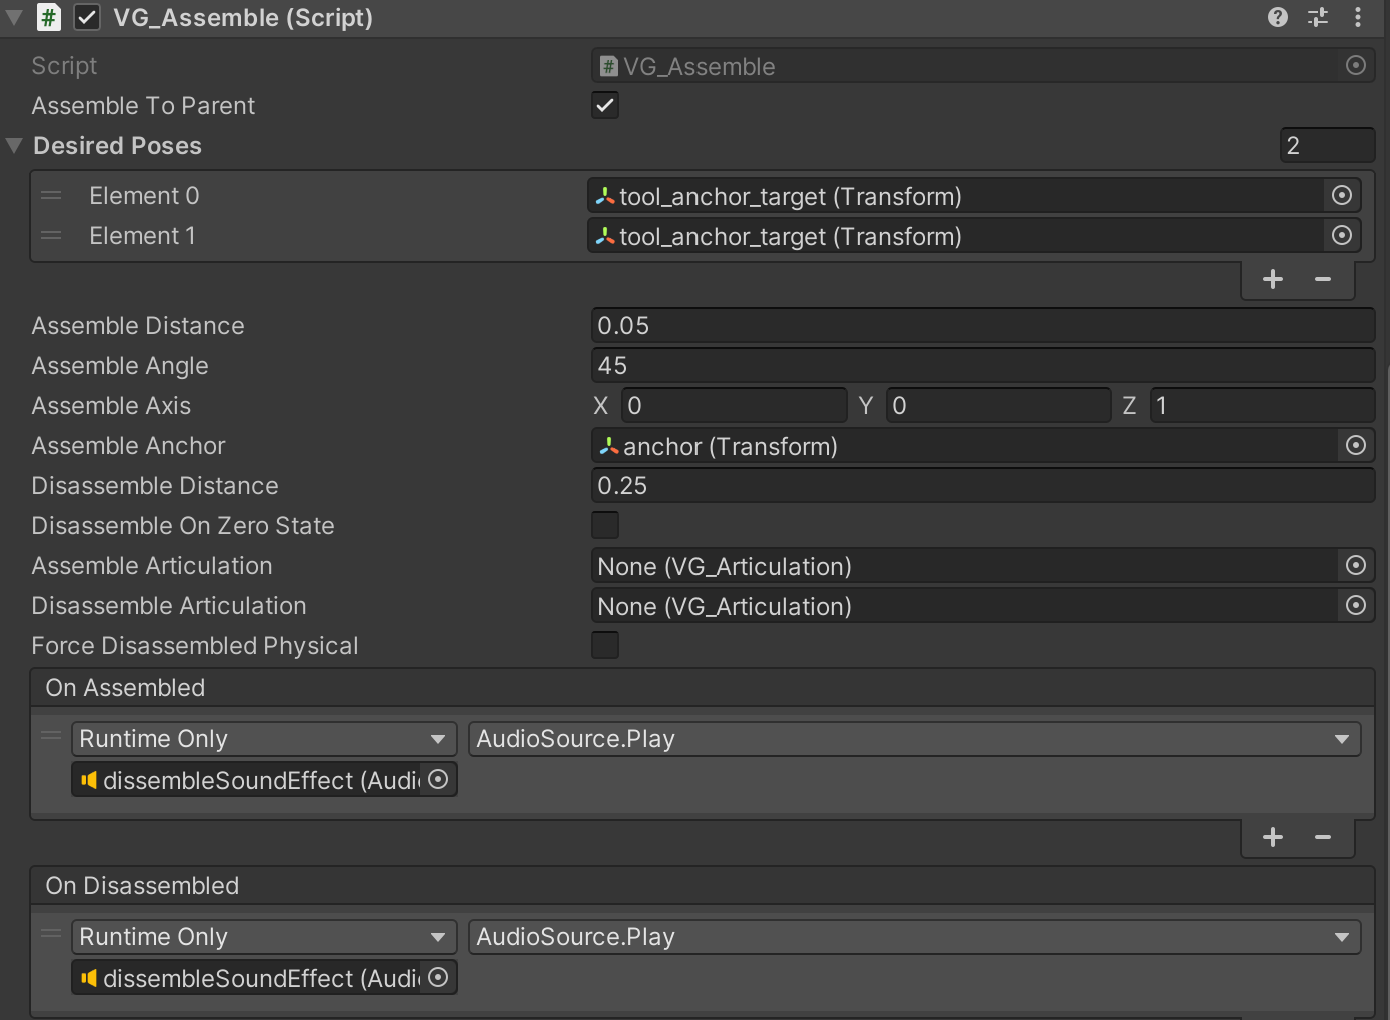 # VG_Assemble (Script)
Script # VG_Assemble
Assemble To Parent
Desired Poses 2
Element 0 tool_anchor_target (Transform)
Element 1 tool_anchor_target (Transform)
+ −
Assemble Distance 0.05
Assemble Angle 45
Assemble Axis X 0 Y 0 Z 1
Assemble Anchor anchor (Transform)
Disassemble Distance 0.25
Disassemble On Zero State
Assemble Articulation None (VG_Articulation)
Disassemble Articulation None (VG_Articulation)
Force Disassembled Physical
On Assembled
Runtime Only AudioSource.Play
dissembleSoundEffect (Audi
+ −
On Disassembled
Runtime Only AudioSource.Play
dissembleSoundEffect (Audi